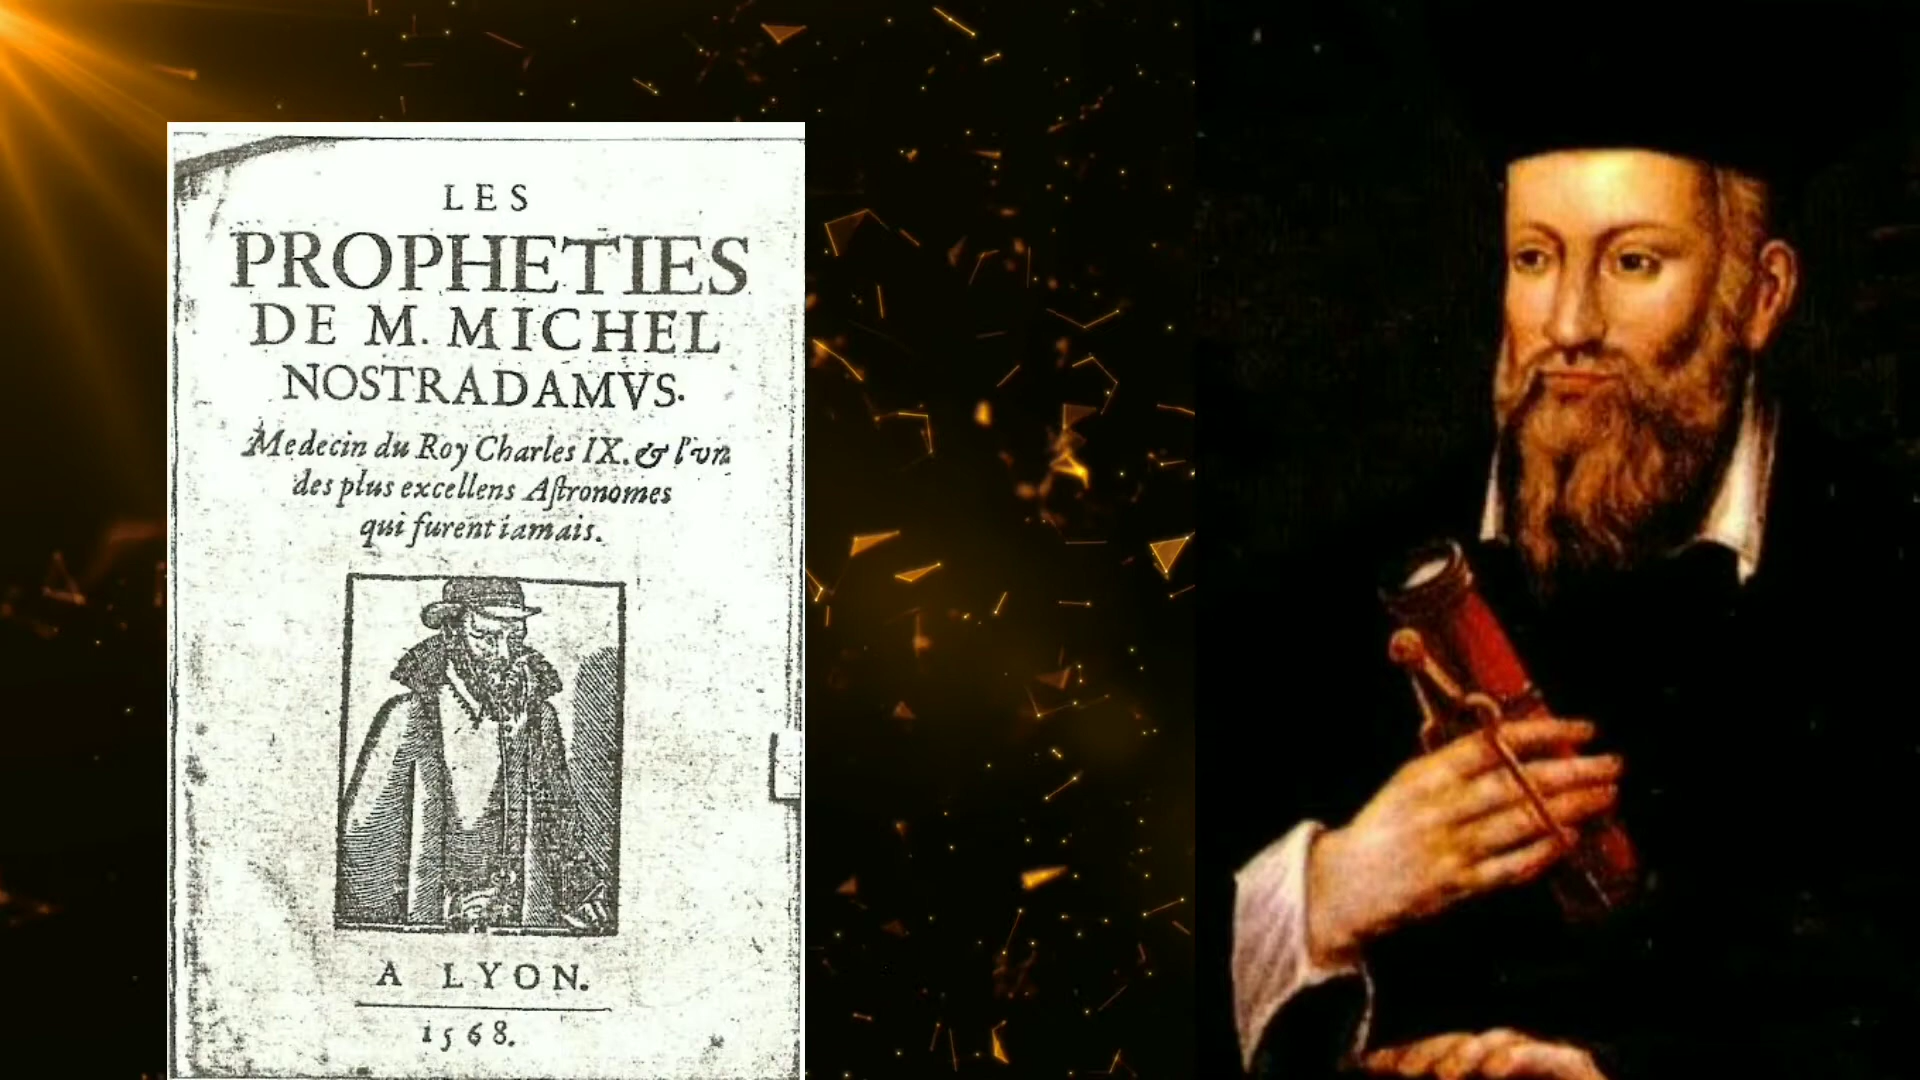 LES
PROPHETIES
DE M. MICHEL
NOSTRADAMVS.
Medecin du Roy Charles IX. & l'vn
des plus excellens Aſtronomes
qui furent iamais.
A LYON.
1568.